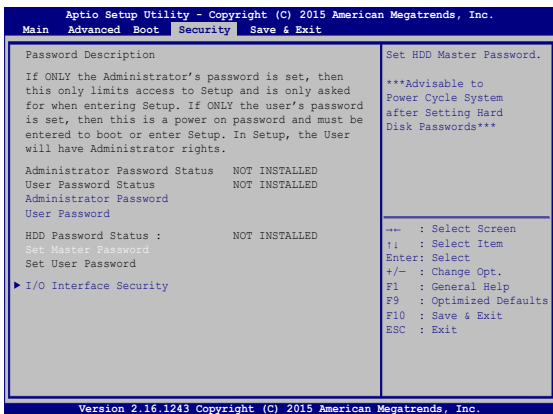 Aptio Setup Utility - Copyright (C) 2015 American Megatrends, Inc.
Main Advanced Boot Security Save & Exit
Password Description
If ONLY the Administrator's password is set, then
this only limits access to Setup and is only asked
for when entering Setup. If ONLY the user's password
is set, then this is a power on password and must be
entered to boot or enter Setup. In Setup, the User
will have Administrator rights.
Administrator Password Status NOT INSTALLED
User Password Status NOT INSTALLED
Administrator Password
User Password
HDD Password Status : NOT INSTALLED
Set Master Password
Set User Password
▶ I/O Interface Security
Set HDD Master Password.
***Advisable to
Power Cycle System
after Setting Hard
Disk Passwords***
→← : Select Screen
↑↓ : Select Item
Enter: Select
+/— : Change Opt.
F1 : General Help
F9 : Optimized Defaults
F10 : Save & Exit
ESC : Exit
Version 2.16.1243 Copyright (C) 2015 American Megatrends, Inc.